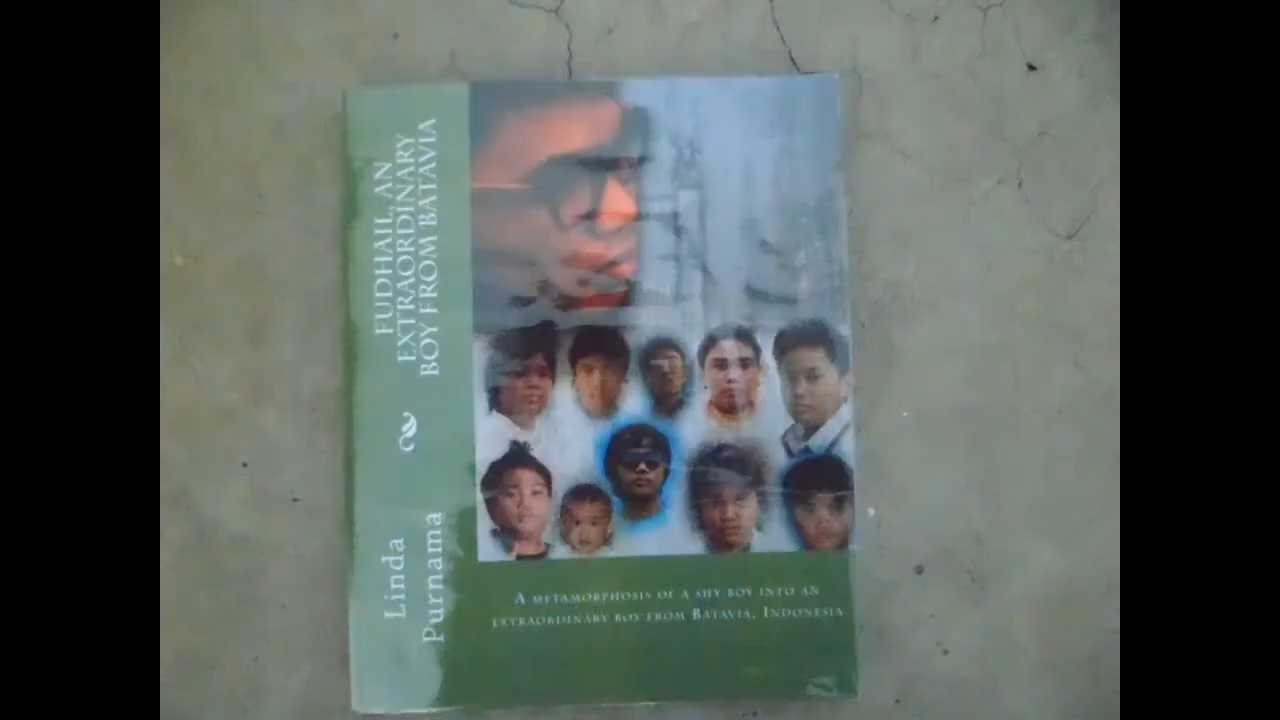 FUDHAIL, AN
EXTRAORDINARY
BOY FROM BATAVIA
Linda
Purnama
A METAMORPHOSIS OF A SHY BOY INTO AN
EXTRAORDINARY BOY FROM BATAVIA, INDONESIA